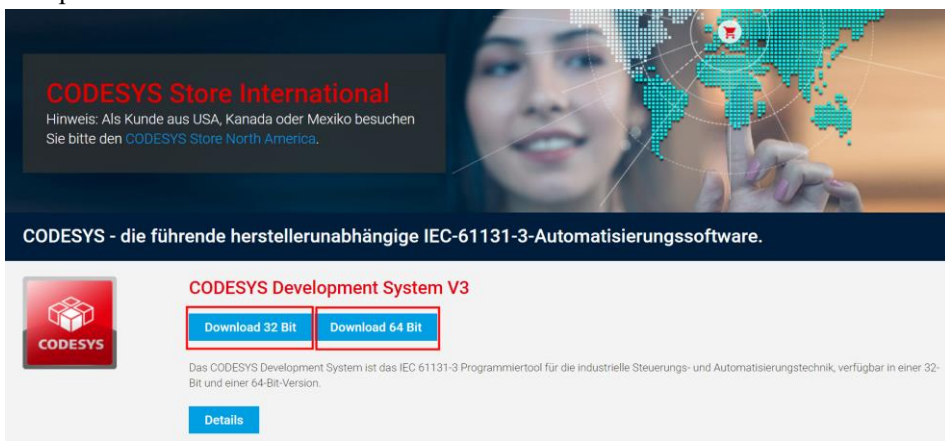 CODESYS Store International
Hinweis: Als Kunde aus USA, Kanada oder Mexiko besuchen
Sie bitte den CODESYS Store North America.
CODESYS - die führende herstellerunabhängige IEC-61131-3-Automatisierungssoftware.
CODESYS
CODESYS Development System V3
Download 32 Bit Download 64 Bit
Das CODESYS Development System ist das IEC 61131-3 Programmiertool für die industrielle Steuerungs- und Automatisierungstechnik, verfügbar in einer 32-
Bit und einer 64-Bit-Version.
Details